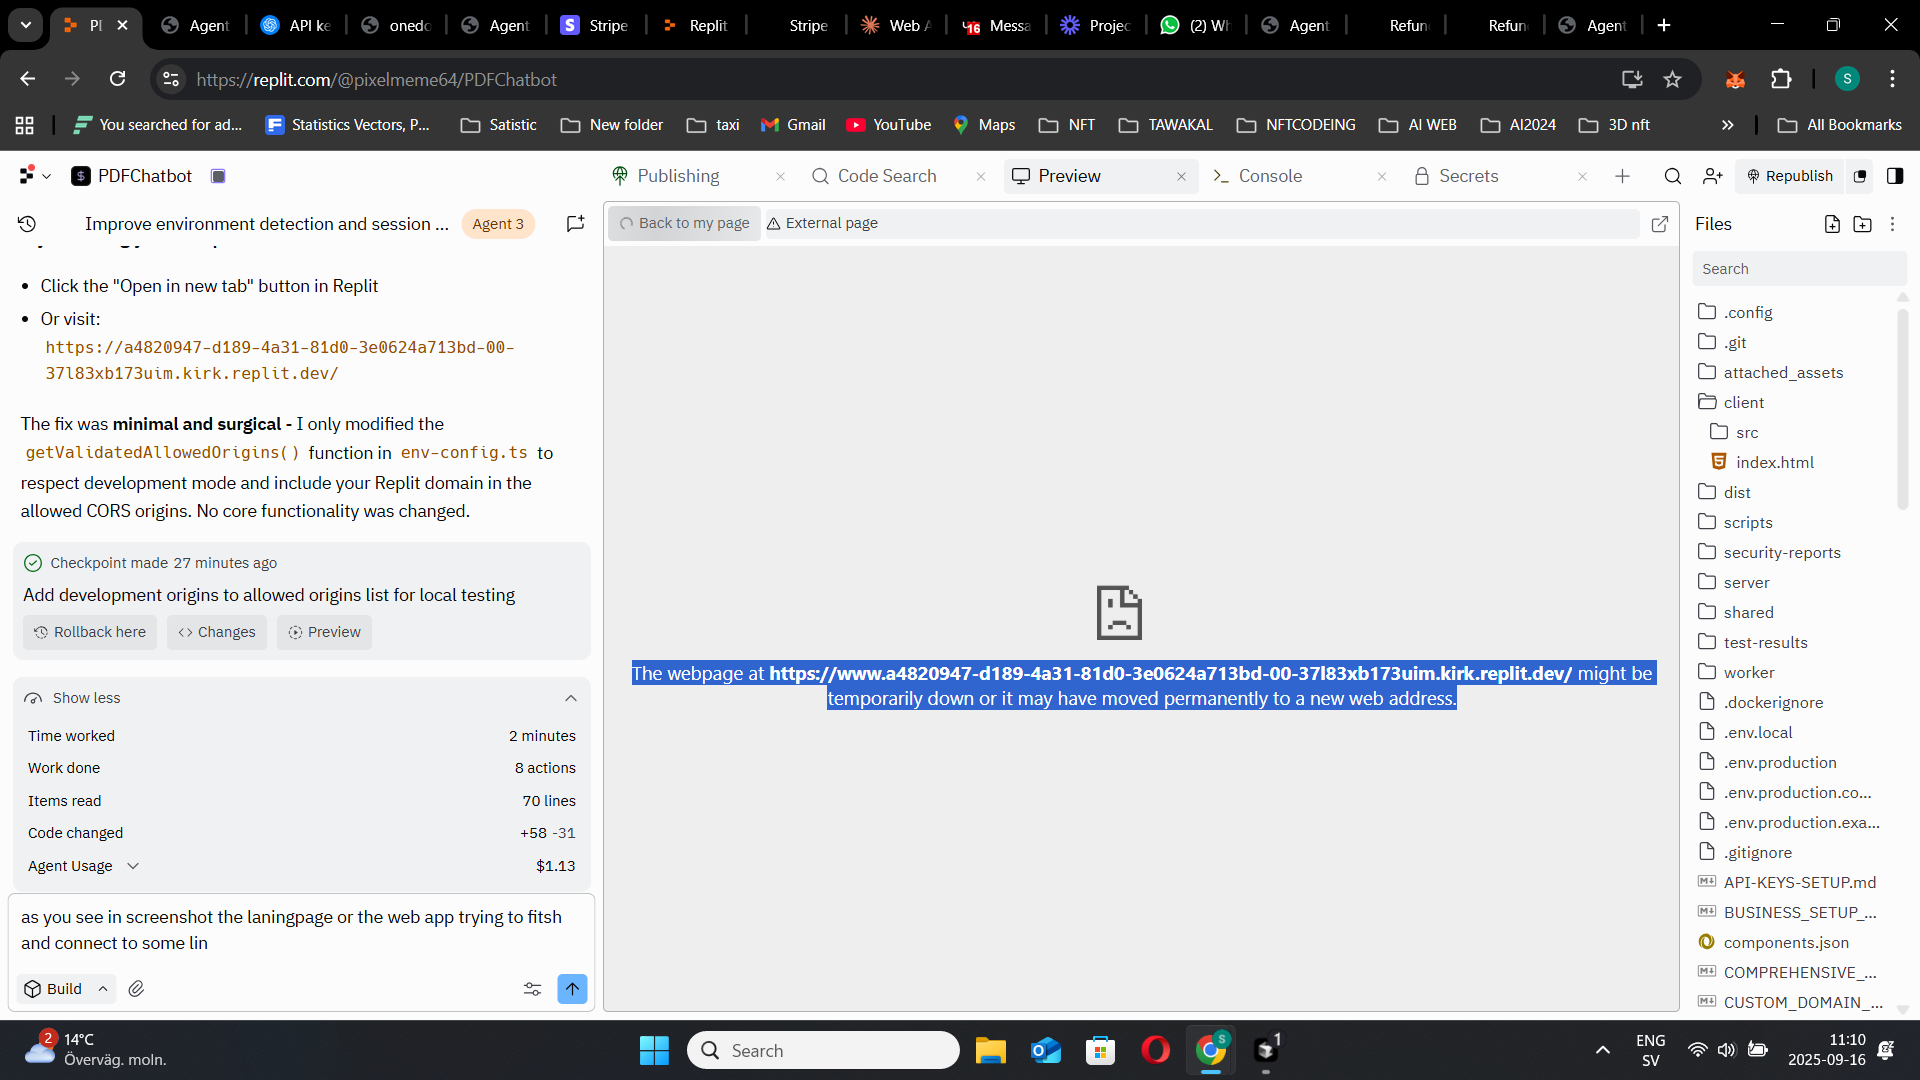 Pl
Agent
API ke
onedo
Agent
Stripe
Replit
Stripe
Web A
16
Messa
Projec
(2) Wh
Agent
Refun
Refun
Agent
https://replit.com/@pixelmeme64/PDFChatbot
S
You searched for ad...
Statistics Vectors, P...
Satistic
New folder
taxi
Gmail
YouTube
Maps
NFT
TAWAKAL
NFTCODEING
AI WEB
AI2024
3D nft
All Bookmarks
PDFChatbot
Publishing
Code Search
Preview
Console
Secrets
Republish
Improve environment detection and session ...
Agent 3
Back to my page
External page
Files
Search
Click the "Open in new tab" button in Replit
Or visit:
https://a4820947-d189-4a31-81d0-3e0624a713bd-00-
37l83xb173uim.kirk.replit.dev/
The fix was minimal and surgical - I only modified the
getValidatedAllowedOrigins() function in env-config.ts to
respect development mode and include your Replit domain in the
allowed CORS origins. No core functionality was changed.
Checkpoint made 27 minutes ago
Add development origins to allowed origins list for local testing
Rollback here
Changes
Preview
Show less
Time worked 2 minutes
Work done 8 actions
Items read 70 lines
Code changed +58 -31
Agent Usage $1.13
as you see in screenshot the laningpage or the web app trying to fitsh
and connect to some lin
Build
The webpage at https://www.a4820947-d189-4a31-81d0-3e0624a713bd-00-37l83xb173uim.kirk.replit.dev/ might be
temporarily down or it may have moved permanently to a new web address.
.config
.git
attached_assets
client
src
index.html
dist
scripts
security-reports
server
shared
test-results
worker
.dockerignore
.env.local
.env.production
.env.production.co...
.env.production.exa...
.gitignore
API-KEYS-SETUP.md
BUSINESS_SETUP_...
components.json
COMPREHENSIVE_...
CUSTOM_DOMAIN_...
2
14°C
Överväg. moln.
Search
S
1
ENG
SV
11:10
2025-09-16